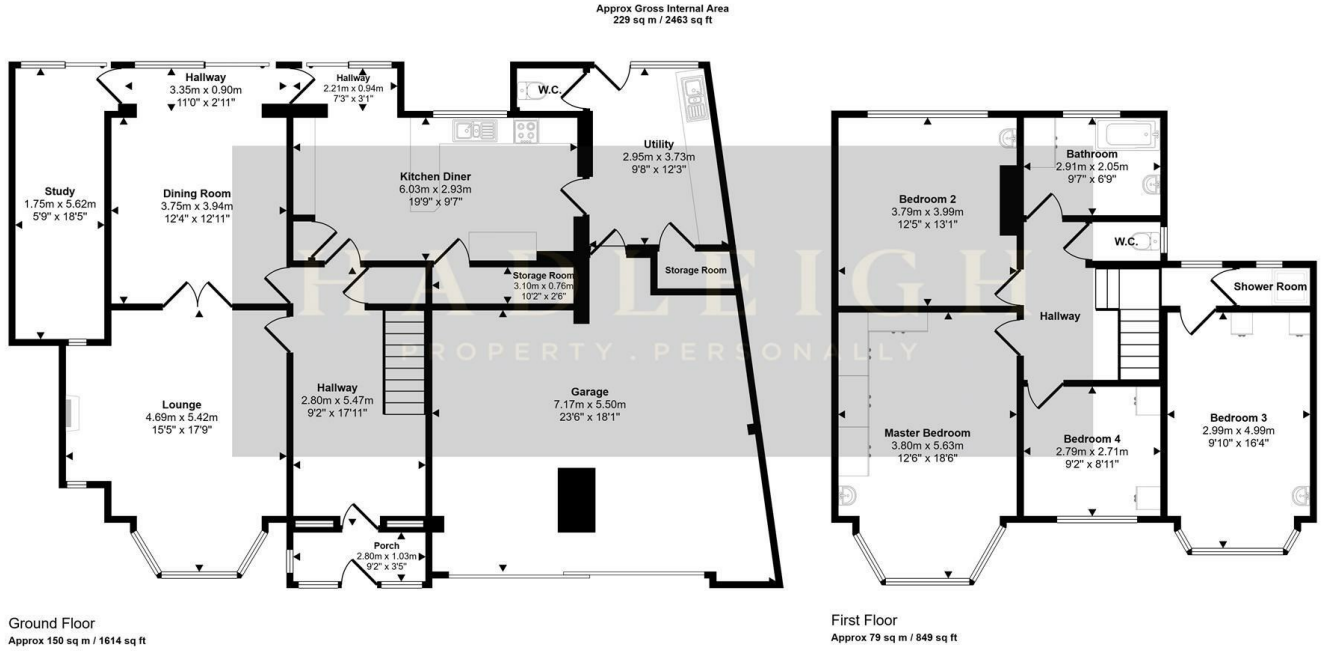 Approx Gross Internal Area
229 sq m / 2463 sq ft
Hallway
3.35m x 0.90m
11'0" x 2'11"
Hallway
2.21m x 0.94m
7'3" x 3'1"
W.C.
Utility
2.95m x 3.73m
9'8" x 12'3"
Study
1.75m x 5.62m
5'9" x 18'5"
Dining Room
3.75m x 3.94m
12'4" x 12'11"
Kitchen Diner
6.03m x 2.93m
19'9" x 9'7"
Storage Room
3.10m x 0.76m
10'2" x 2'6"
Storage Room
HADLEIGH
PROPERTY . PERSONALLY
Lounge
4.69m x 5.42m
15'5" x 17'9"
Hallway
2.80m x 5.47m
9'2" x 17'11"
Garage
7.17m x 5.50m
23'6" x 18'1"
Porch
2.80m x 1.03m
9'2" x 3'5"
Ground Floor
Approx 150 sq m / 1614 sq ft
Bedroom 2
3.79m x 3.99m
12'5" x 13'1"
Bathroom
2.91m x 2.05m
9'7" x 6'9"
W.C.
Shower Room
Hallway
Master Bedroom
3.80m x 5.63m
12'6" x 18'6"
Bedroom 4
2.79m x 2.71m
9'2" x 8'11"
Bedroom 3
2.99m x 4.99m
9'10" x 16'4"
First Floor
Approx 79 sq m / 849 sq ft